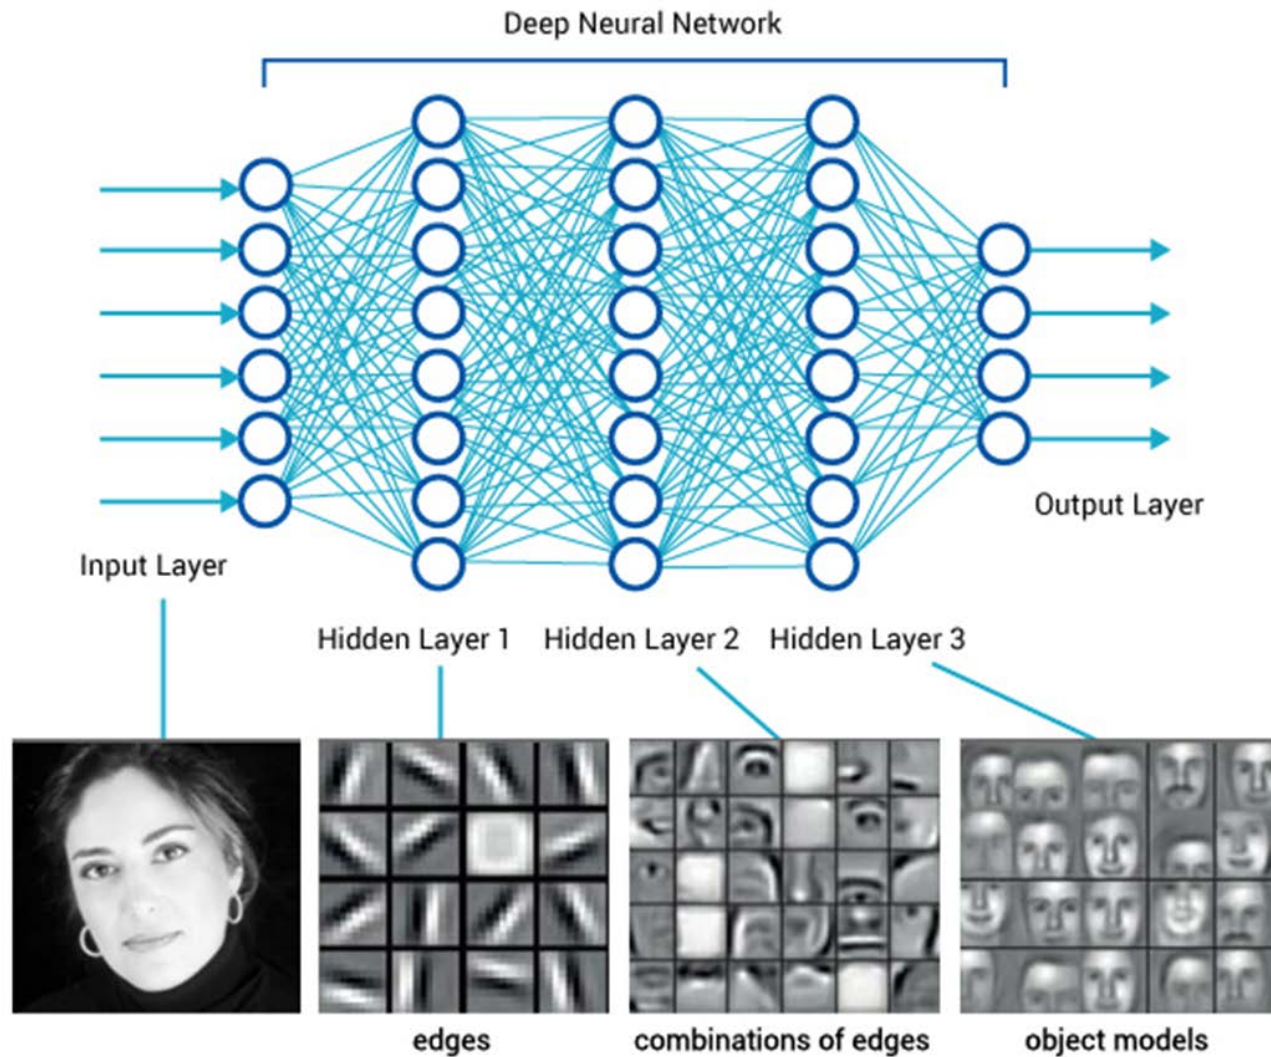 Deep Neural Network
Output Layer
Input Layer
Hidden Layer 1 Hidden Layer 2 Hidden Layer 3
edges combinations of edges object models